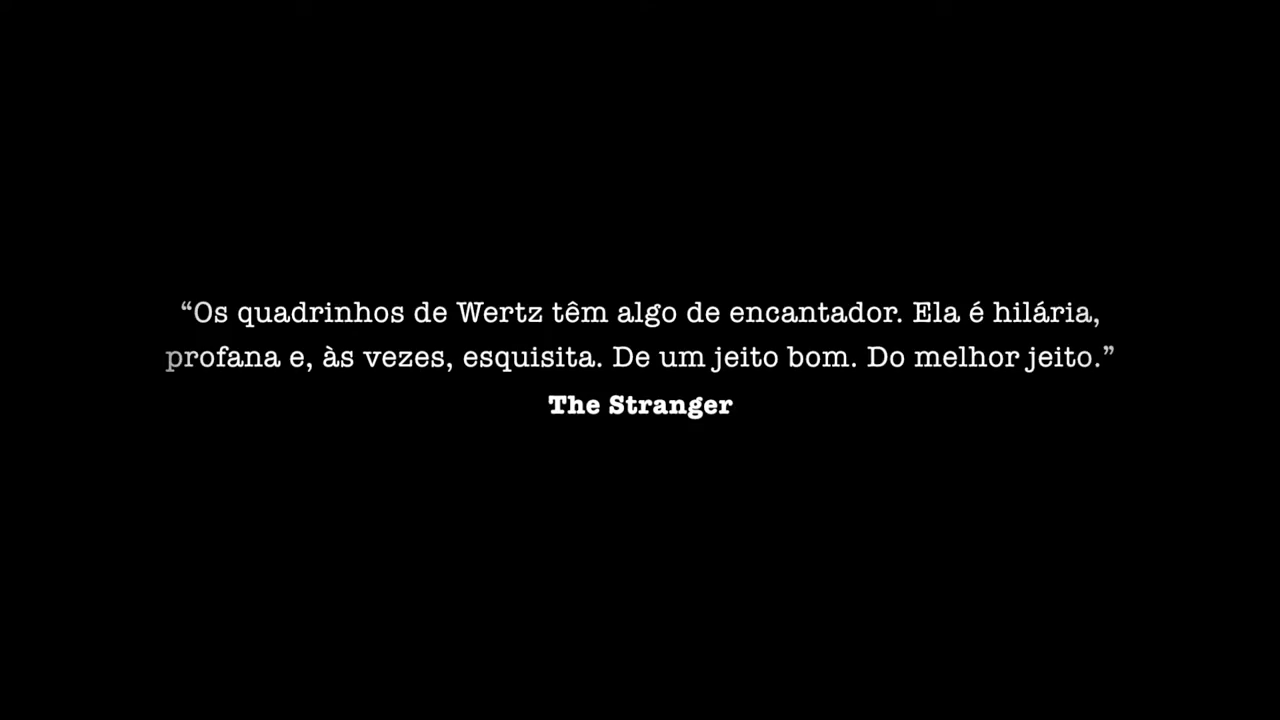 “Os quadrinhos de Wertz têm algo de encantador. Ela é hilária,
profana e, às vezes, esquisita. De um jeito bom. Do melhor jeito.”
The Stranger